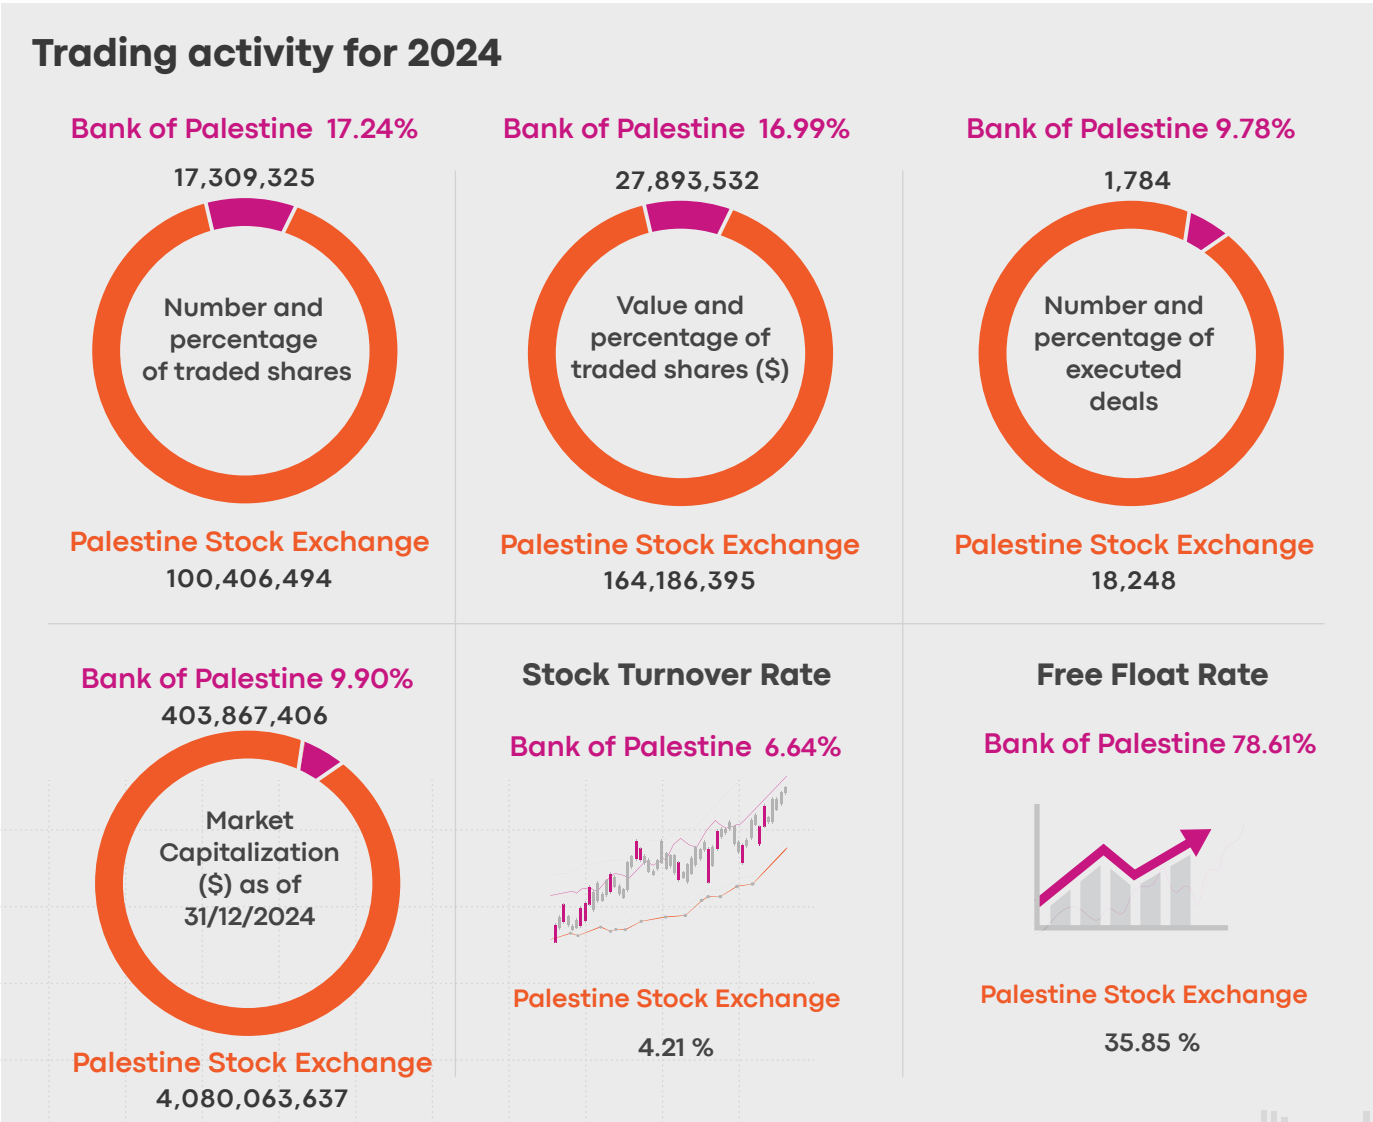 Trading activity for 2024
Bank of Palestine 17.24%
17,309,325
Number and
percentage
of traded shares
Palestine Stock Exchange
100,406,494
Bank of Palestine 16.99%
27,893,532
Value and
percentage of
traded shares ($)
Palestine Stock Exchange
164,186,395
Bank of Palestine 9.78%
1,784
Number and
percentage of
executed
deals
Palestine Stock Exchange
18,248
Bank of Palestine 9.90%
403,867,406
Market
Capitalization
($) as of
31/12/2024
Palestine Stock Exchange
4,080,063,637
Stock Turnover Rate
Bank of Palestine 6.64%
Palestine Stock Exchange
4.21 %
Free Float Rate
Bank of Palestine 78.61%
Palestine Stock Exchange
35.85 %